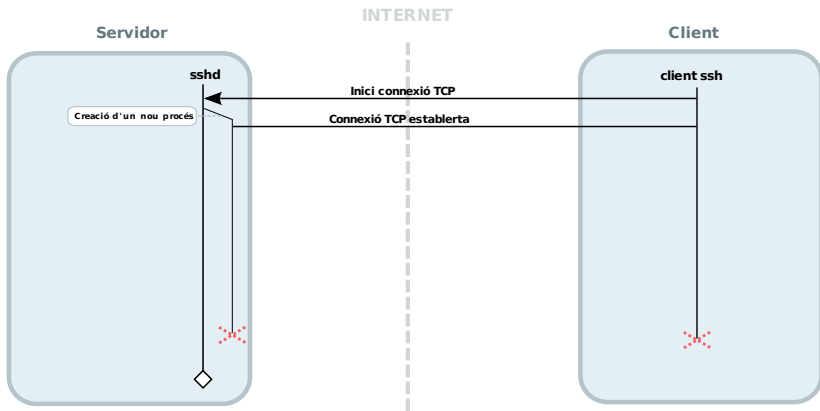 INTERNET
Servidor
Client
sshd
client ssh
Inici connexió TCP
Creació d'un nou procés
Connexió TCP establerta